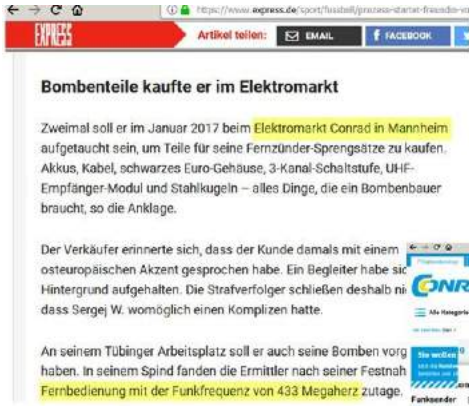 https://www.express.de/sport/fussball/prozess-startet-freundin-vo
EXPRESS
Artikel teilen: EMAIL FACEBOOK
Bombenteile kaufte er im Elektromarkt
Zweimal soll er im Januar 2017 beim Elektromarkt Conrad in Mannheim
aufgetaucht sein, um Teile für seine Fernzünder-Sprengsätze zu kaufen.
Akkus, Kabel, schwarzes Euro-Gehäuse, 3-Kanal-Schaltstufe, UHF-
Empfänger-Modul und Stahlkugeln – alles Dinge, die ein Bombenbauer
braucht, so die Anklage.
Der Verkäufer erinnerte sich, dass der Kunde damals mit einem
osteuropäischen Akzent gesprochen habe. Ein Begleiter habe sic
Hintergrund aufgehalten. Die Strafverfolger schließen deshalb ni
dass Sergej W. womöglich einen Komplizen hatte.
An seinem Tübinger Arbeitsplatz soll er auch seine Bomben vorg
haben. In seinem Spind fanden die Ermittler nach seiner Festnah
Fernbedienung mit der Funkfrequenz von 433 Megaherz zutage.
CONR
Alle Kategorie
Sie wollen
Funksender